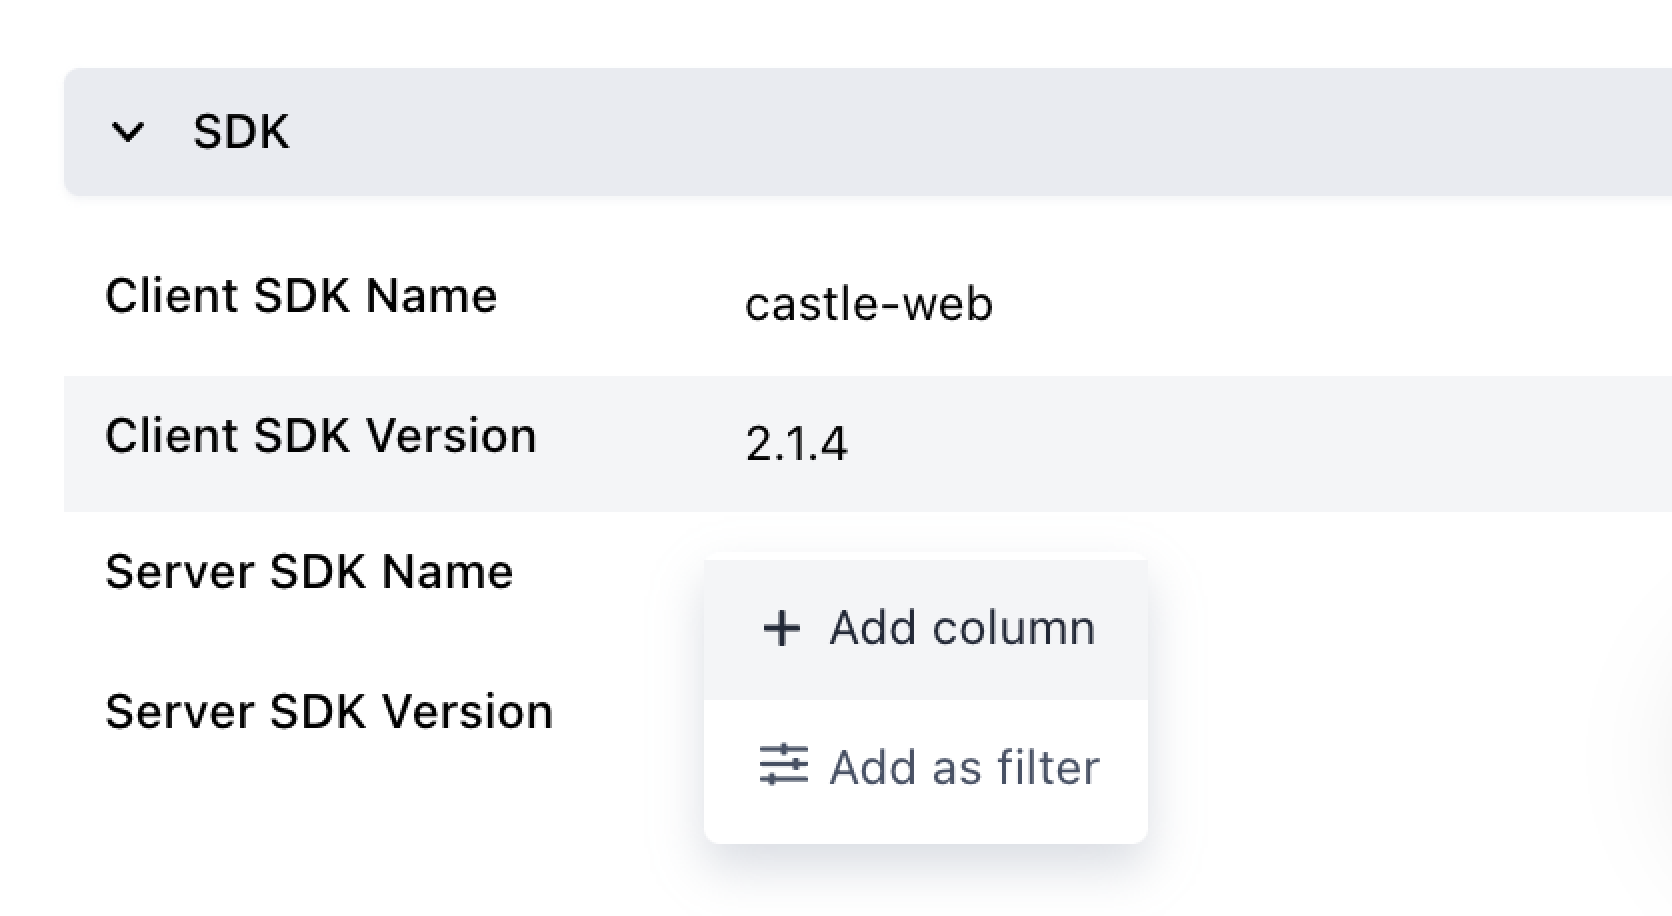 SDK
Client SDK Name castle-web
Client SDK Version 2.1.4
Server SDK Name
Add column
Server SDK Version
Add as filter